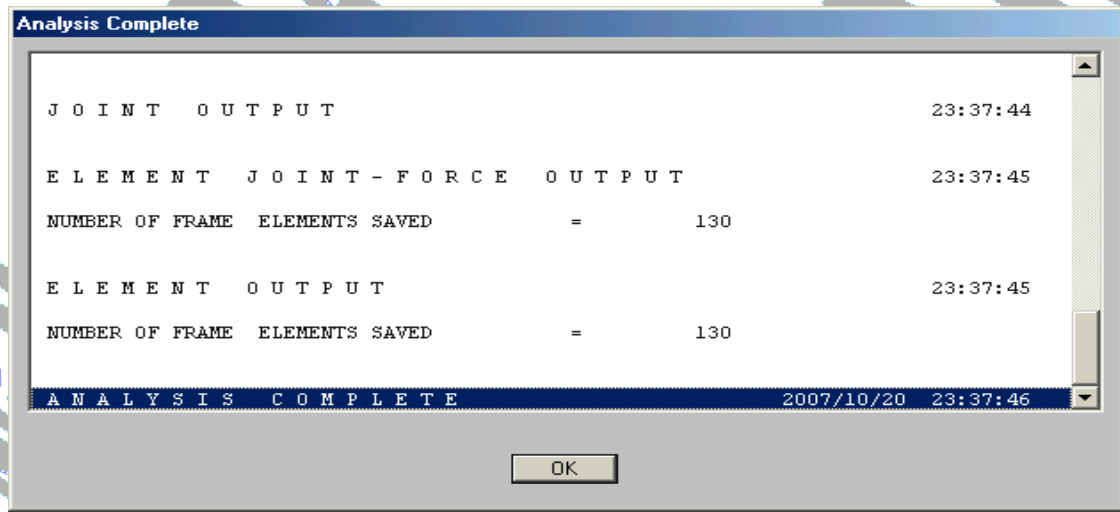 Analysis Complete
J O I N T   O U T P U T   23:37:44
E L E M E N T   J O I N T - F O R C E   O U T P U T   23:37:45
NUMBER OF FRAME  ELEMENTS SAVED   =   130
E L E M E N T   O U T P U T   23:37:45
NUMBER OF FRAME  ELEMENTS SAVED   =   130
A N A L Y S I S   C O M P L E T E   2007/10/20  23:37:46
OK